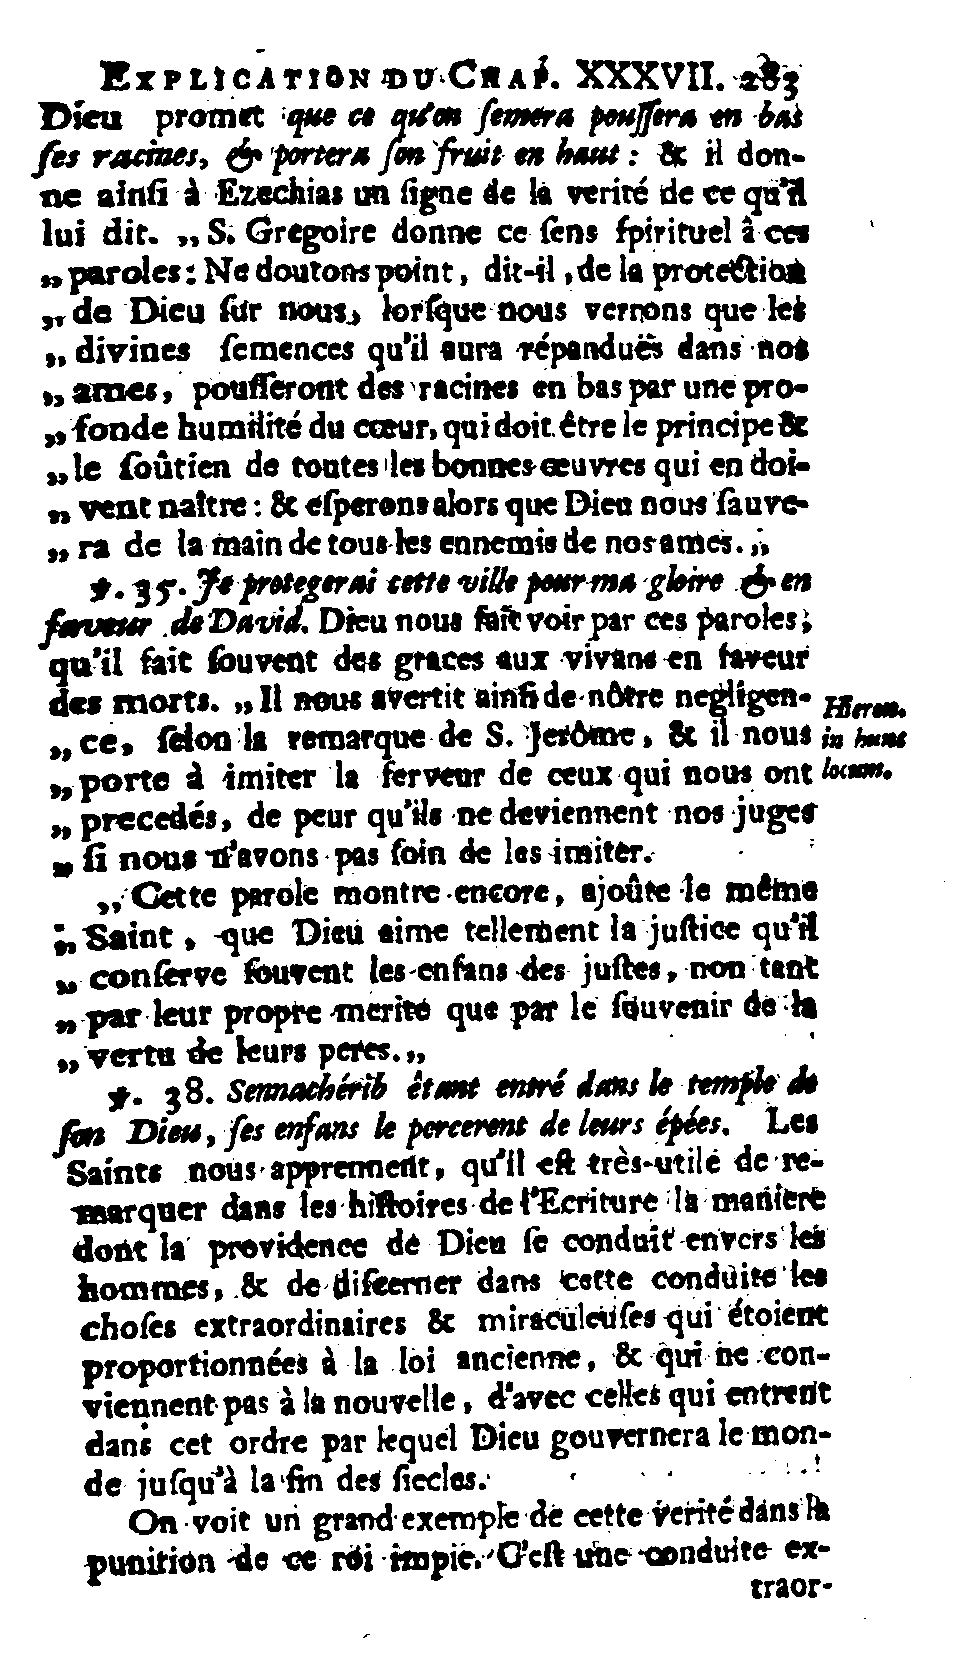 EXPLICATION DU CHAP. XXXVII. 283
Dieu promet que ce qu'on ſemera pouſſera en bas
ſes racines, & portera ſon fruit en haut : & il don-
ne ainſi à Ezechias un ſigne de la verité de ce qu'il
lui dit. „ S. Gregoire donne ce ſens ſpirituel à ces
„ paroles : Ne doutons point, dit-il, de la protection
„ de Dieu ſur nous, lorſque nous verrons que les
„ divines ſemences qu'il aura répanduës dans nos
„ ames, pouſſeront des racines en bas par une pro-
„ fonde humilité du cœur, qui doit être le principe &
„ le ſoûtien de toutes les bonnes œuvres qui en doi-
„ vent naître : & eſperons alors que Dieu nous ſauve-
„ ra de la main de tous les ennemis de nos ames. „
℣. 35. Je protegerai cette ville pour ma gloire & en
faveur de David. Dieu nous fait voir par ces paroles;
qu'il fait ſouvent des graces aux vivans en faveur
des morts. „ Il nous avertit ainſi de nôtre negligen-
„ ce, ſelon la remarque de S. Jerôme, & il nous
„ porte à imiter la ferveur de ceux qui nous ont
„ precedés, de peur qu'ils ne deviennent nos juges
„ ſi nous n'avons pas ſoin de les imiter.
Hieron.
in hunc
locum.
„ Cette parole montre encore, ajoûte le même
„ Saint, que Dieu aime tellement la juſtice qu'il
„ conſerve ſouvent les enfans des juſtes, non tant
„ par leur propre merite que par le ſouvenir de la
„ vertu de leurs peres. „
℣. 38. Sennachérib êtant entré dans le temple de
ſon Dieu, ſes enfans le percerent de leurs épées. Les
Saints nous apprennent, qu'il eſt très-utile de re-
marquer dans les hiſtoires de l'Ecriture la maniere
dont la providence de Dieu ſe conduit envers les
hommes, & de diſcerner dans cette conduite les
choſes extraordinaires & miraculeuſes qui étoient
proportionnées à la loi ancienne, & qui ne con-
viennent pas à la nouvelle, d'avec celles qui entrent
dans cet ordre par lequel Dieu gouvernera le mon-
de juſqu'à la fin des ſiecles.
On voit un grand exemple de cette verité dans la
punition de ce roi impie. C'eſt une conduite ex-
traor-